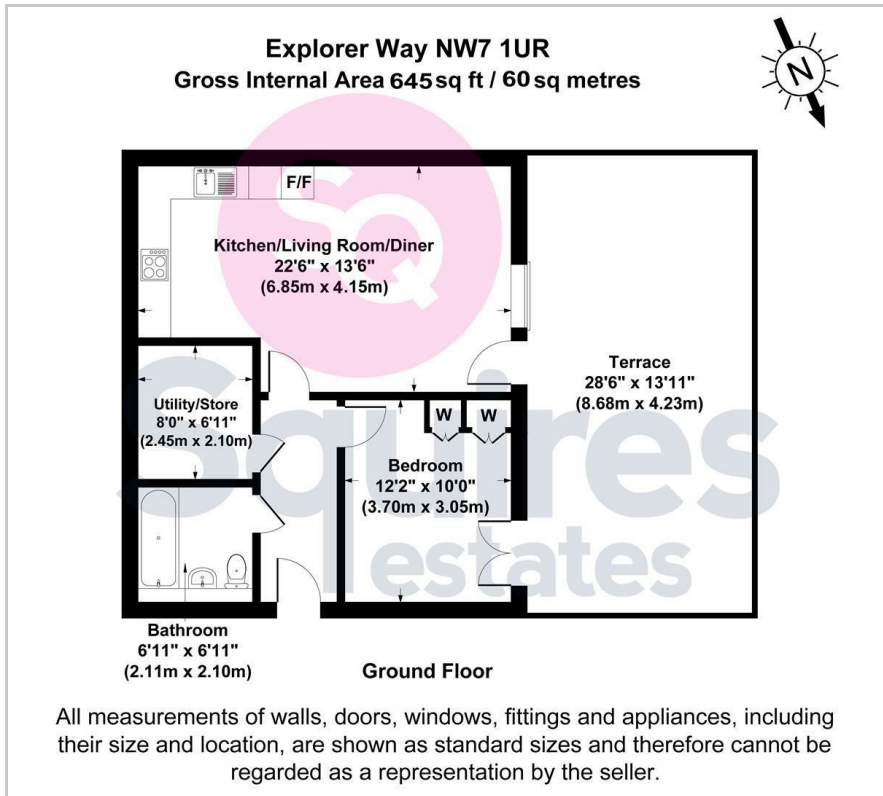 Explorer Way NW7 1UR
Gross Internal Area 645 sq ft / 60 sq metres
N
F/F
SQ
Kitchen/Living Room/Diner
22'6" x 13'6"
(6.85m x 4.15m)
Terrace
28'6" x 13'11"
(8.68m x 4.23m)
Utility/Store
8'0" x 6'11"
(2.45m x 2.10m)
W
W
Squires
estates
Bedroom
12'2" x 10'0"
(3.70m x 3.05m)
Bathroom
6'11" x 6'11"
(2.11m x 2.10m)
Ground Floor
All measurements of walls, doors, windows, fittings and appliances, including
their size and location, are shown as standard sizes and therefore cannot be
regarded as a representation by the seller.